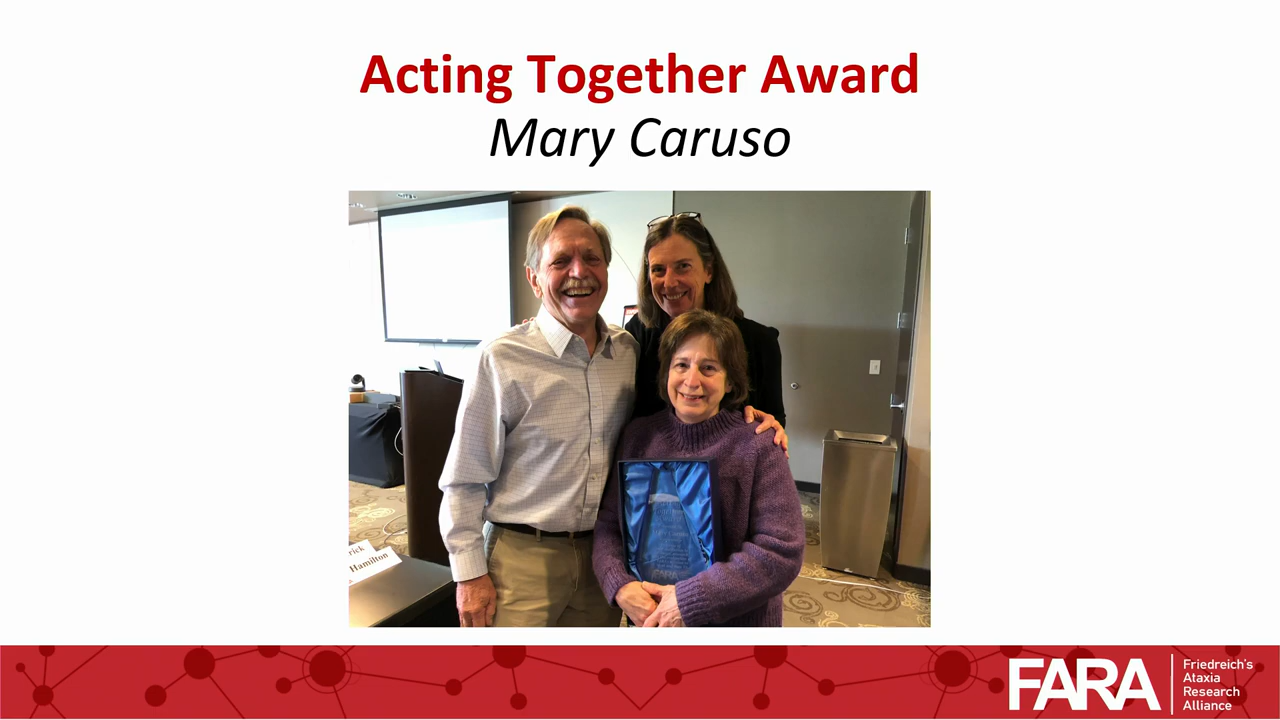 Acting Together Award
Mary Caruso
rick
Hamilton
FARA
Friedreich's
Ataxia
Research
Alliance